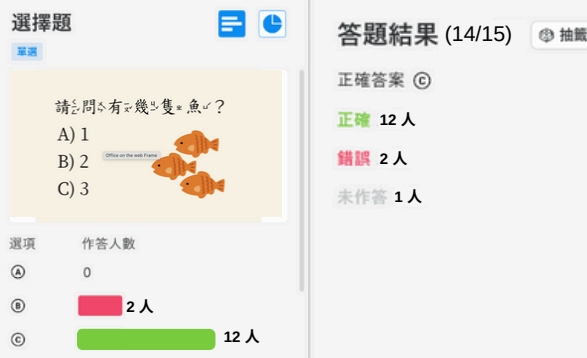 選擇題
單選
請問有幾隻魚？
A) 1
B) 2
C) 3
Office on the web Frame
選項 作答人數
A 0
B 2 人
C 12 人
答題結果 (14/15)
抽籤
正確答案 C
正確 12 人
錯誤 2 人
未作答 1 人